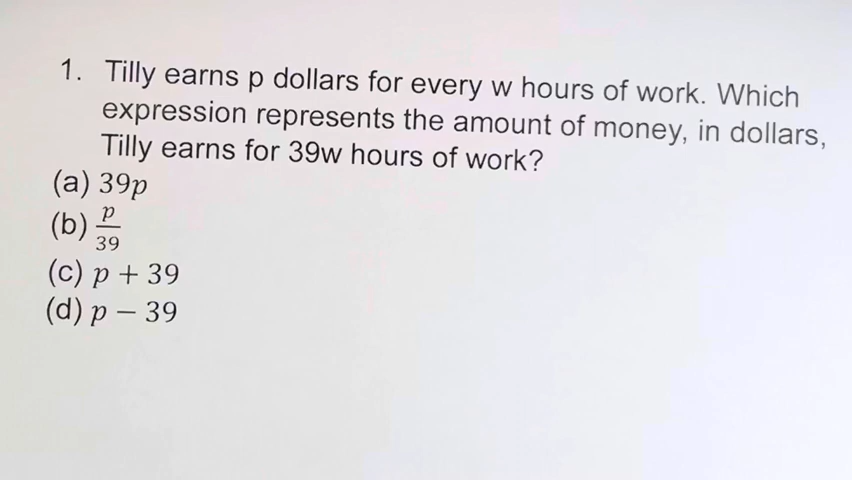 1. Tilly earns p dollars for every w hours of work. Which
expression represents the amount of money, in dollars,
Tilly earns for 39w hours of work?
(a) 39p
(b) p/39
(c) p + 39
(d) p − 39